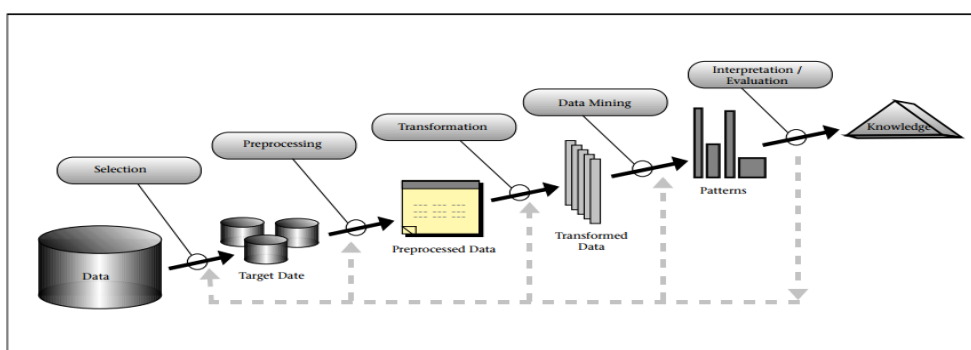 Interpretation /
Evaluation
Data Mining
Transformation
Knowledge
Preprocessing
Selection
Patterns
Transformed
Data
Preprocessed Data
Target Date
Data